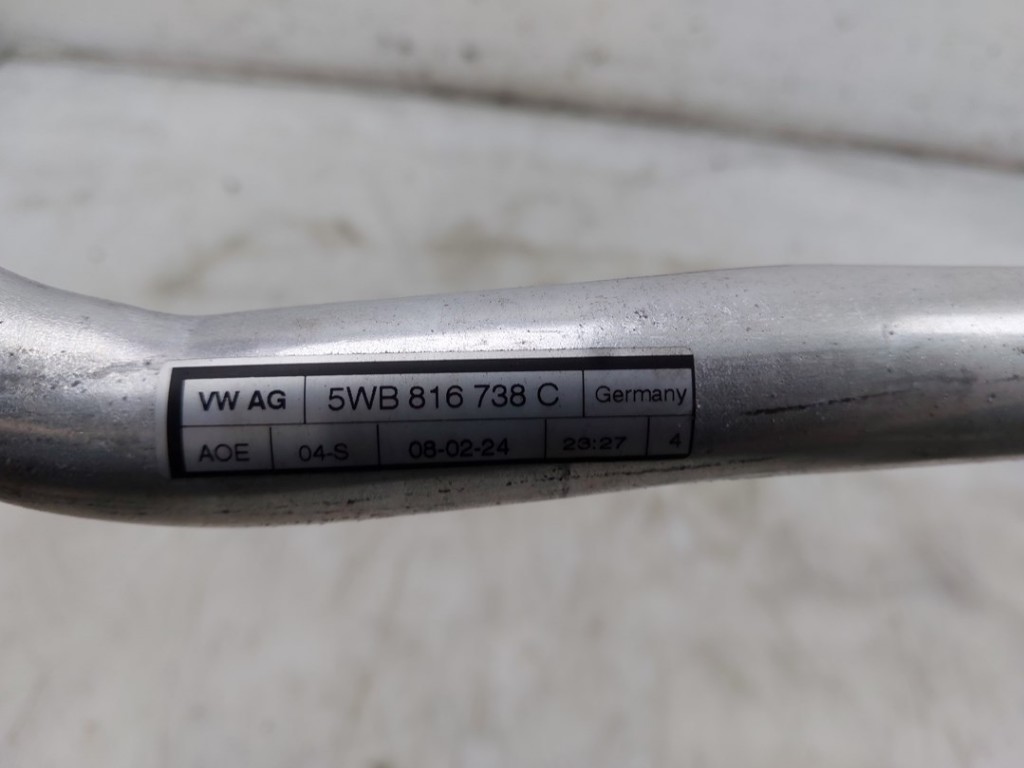 VW AG 5WB 816 738 C Germany
AOE 04-S 08-02-24 23:27 4